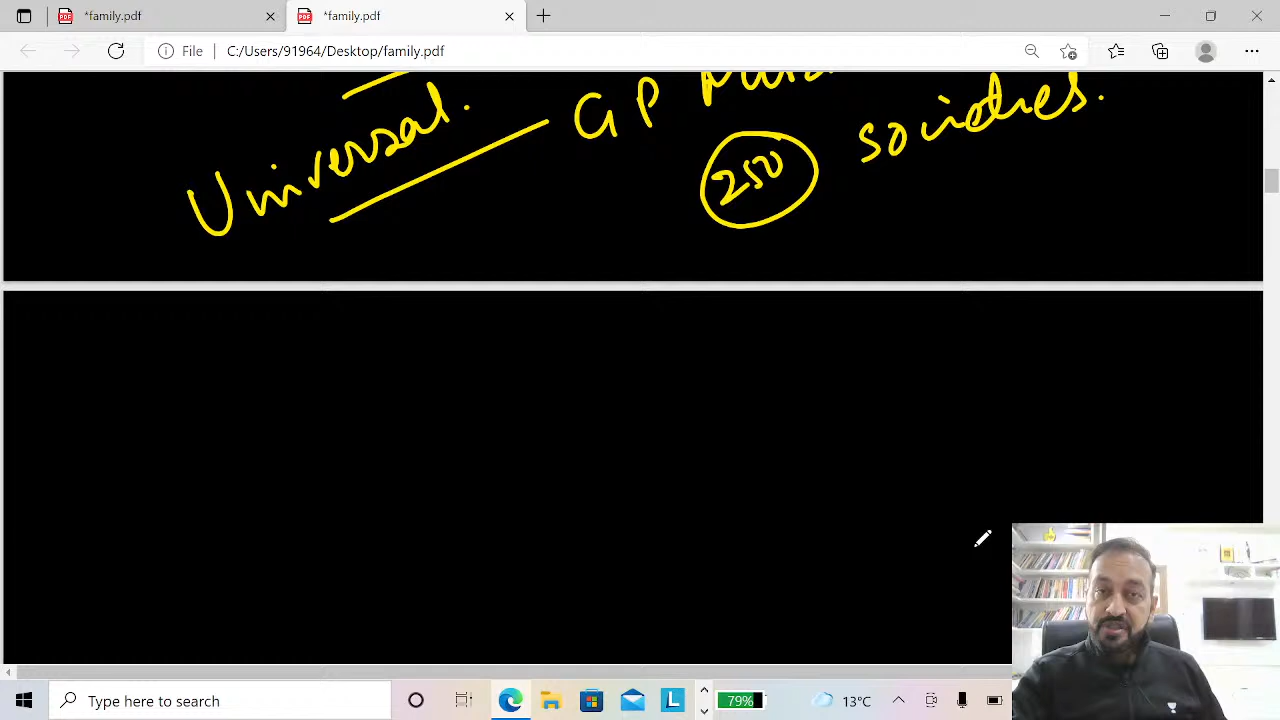 *family.pdf
*family.pdf
File
C:/Users/91964/Desktop/family.pdf
Universal.
GP
250
societies.
Type here to search
79%
13°C